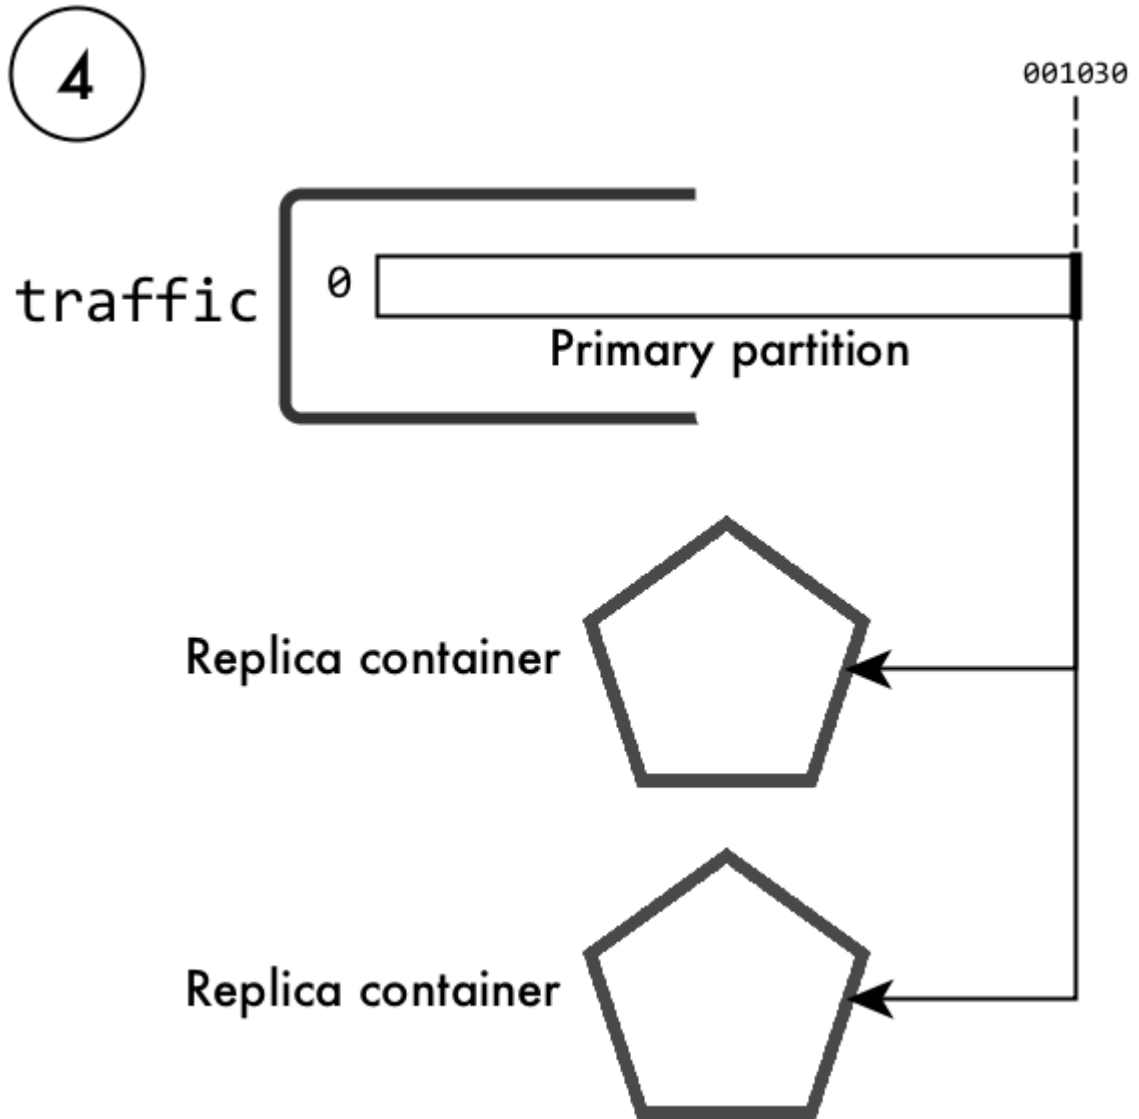 4
001030
traffic
0
Primary partition
Replica container
Replica container